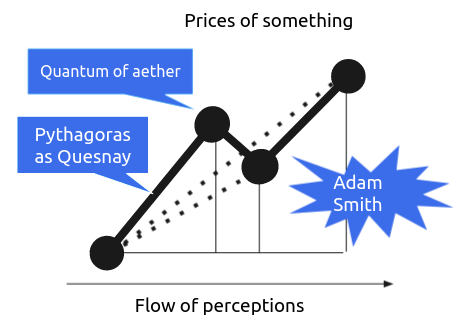 Prices of something
Quantum of aether
Pythagoras
as Quesnay
Adam
Smith
Flow of perceptions